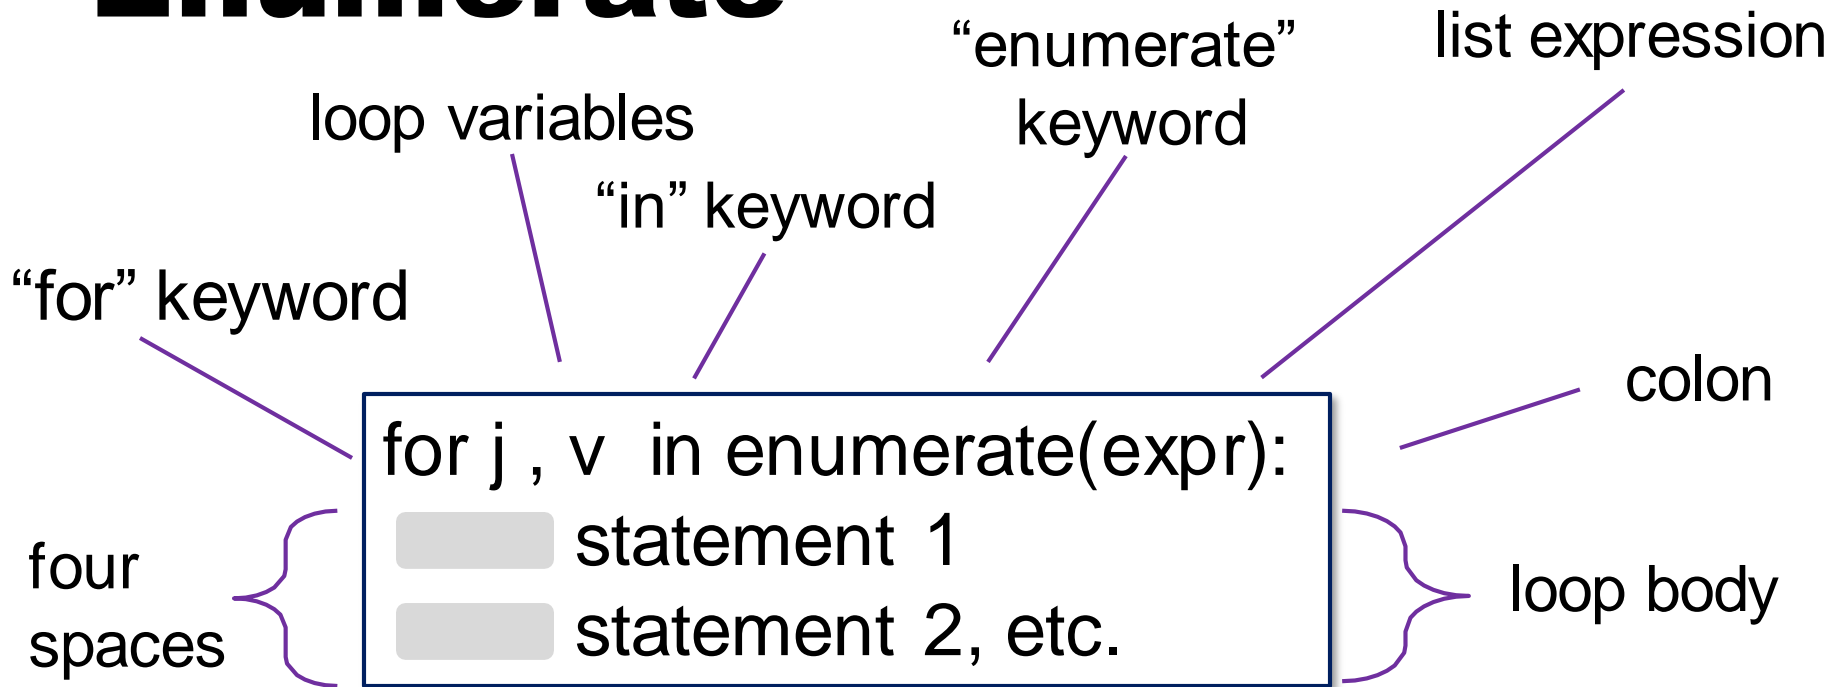 Enumerate
“enumerate”
keyword
list expression
loop variables
“in” keyword
“for” keyword
colon
for j , v in enumerate(expr):
statement 1
statement 2, etc.
four
spaces
loop body